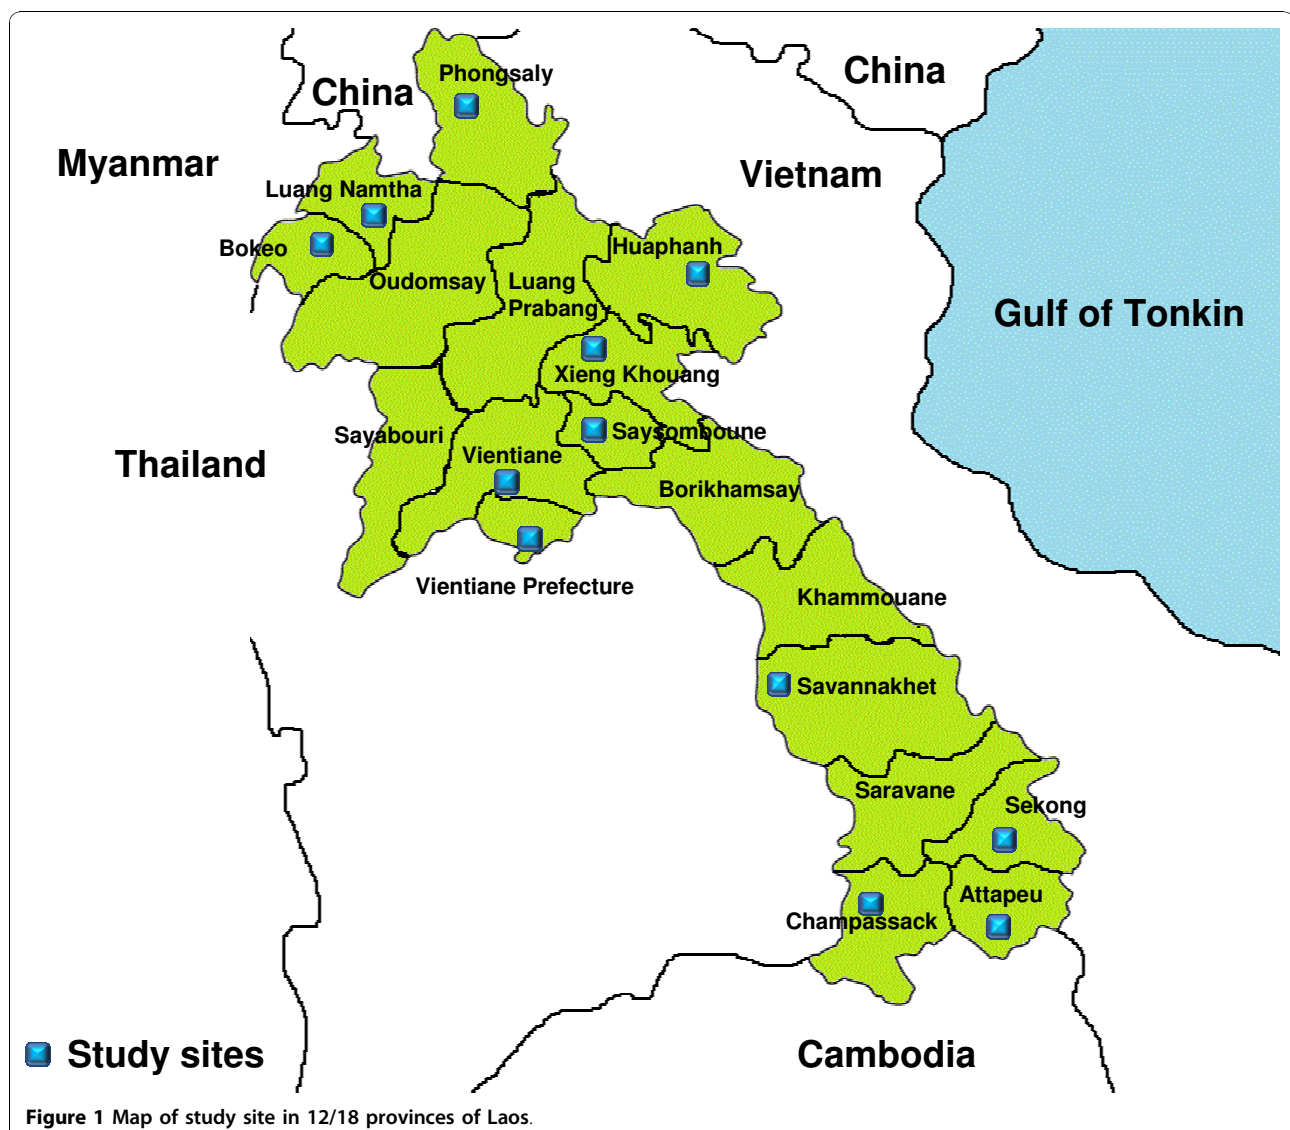 China
Phongsaly
China
Myanmar
Vietnam
Luang Namtha
Bokeo
Huaphanh
Oudomsay
Luang
Prabang
Gulf of Tonkin
Xieng Khouang
Sayabouri
Saysomboune
Thailand
Vientiane
Borikhamsay
Vientiane Prefecture
Khammouane
Savannakhet
Saravane
Sekong
Attapeu
Champassack
Study sites
Cambodia
Figure 1 Map of study site in 12/18 provinces of Laos.